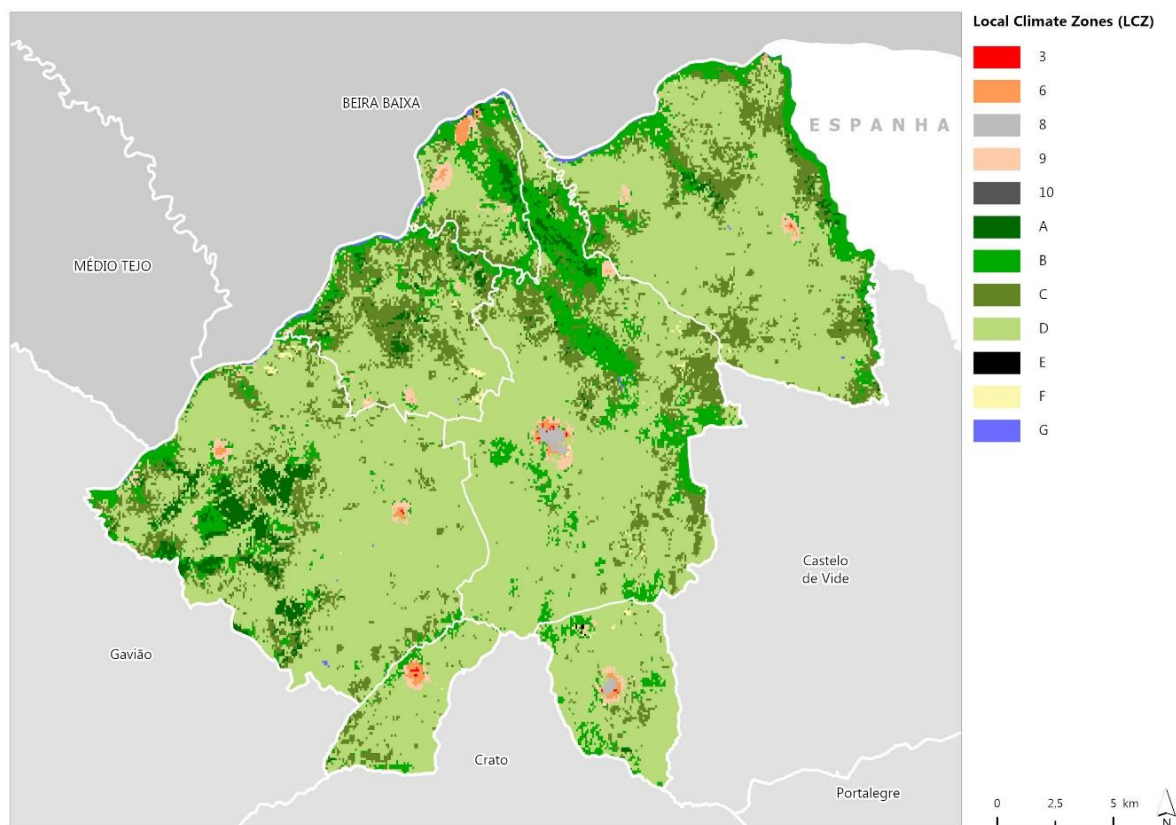 Local Climate Zones (LCZ)
3
6
8
9
10
A
B
C
D
E
F
G
BEIRA BAIXA
ESPANHA
MÉDIO TEJO
Castelo
de Vide
Gavião
Crato
Portalegre
0 2,5 5 km
N